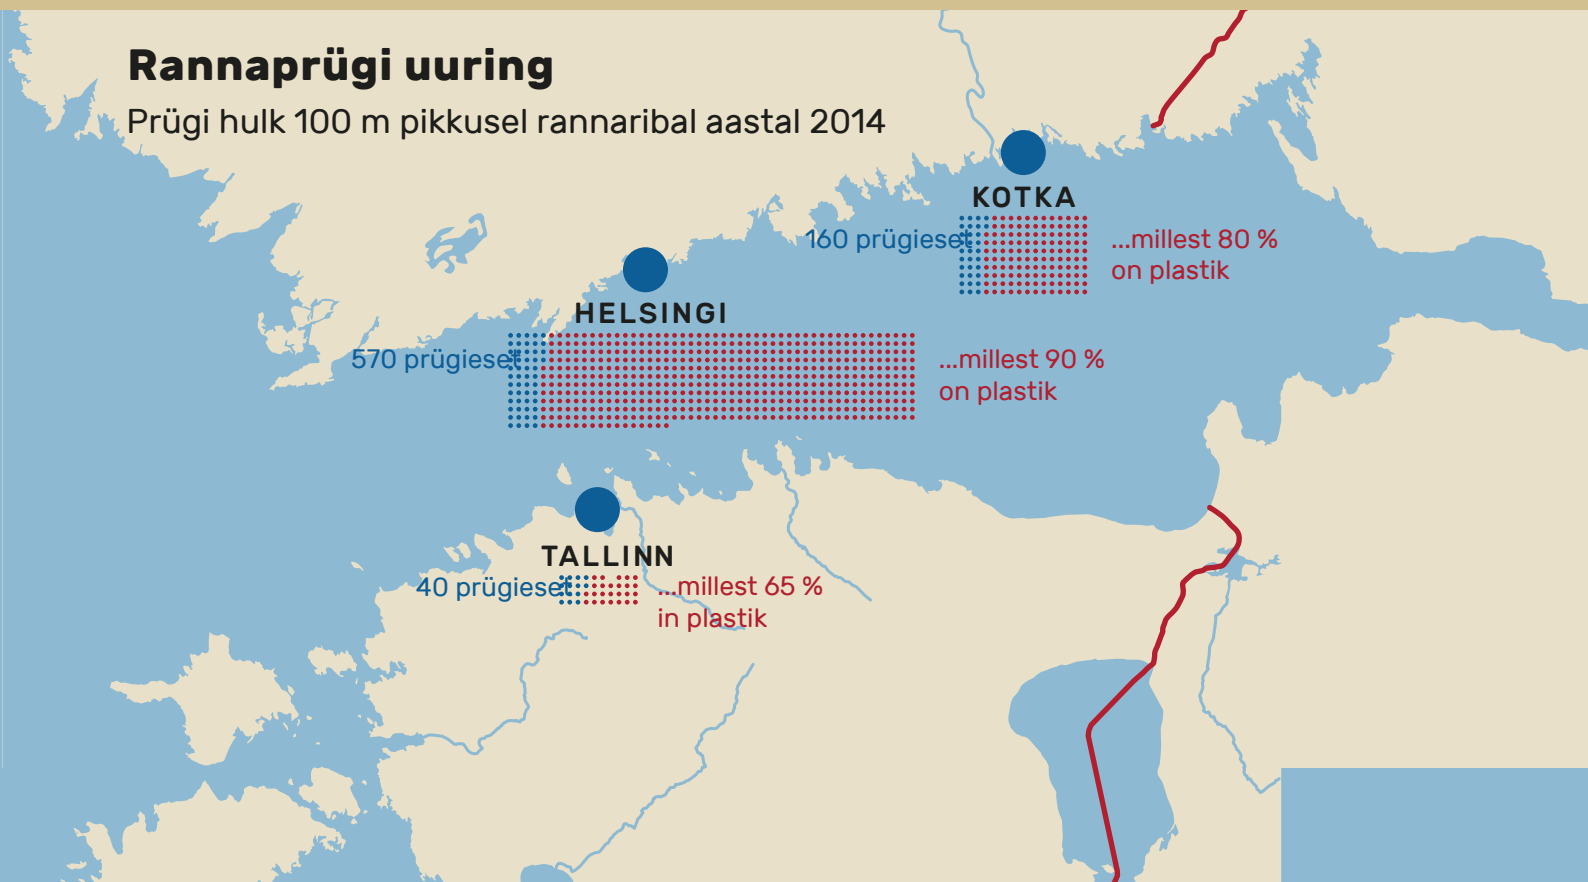 Rannaprügi uuring
Prügi hulk 100 m pikkusel rannaribal aastal 2014
KOTKA
160 prügieset
...millest 80 %
on plastik
HELSINGI
570 prügieset
...millest 90 %
on plastik
TALLINN
40 prügieset
...millest 65 %
in plastik